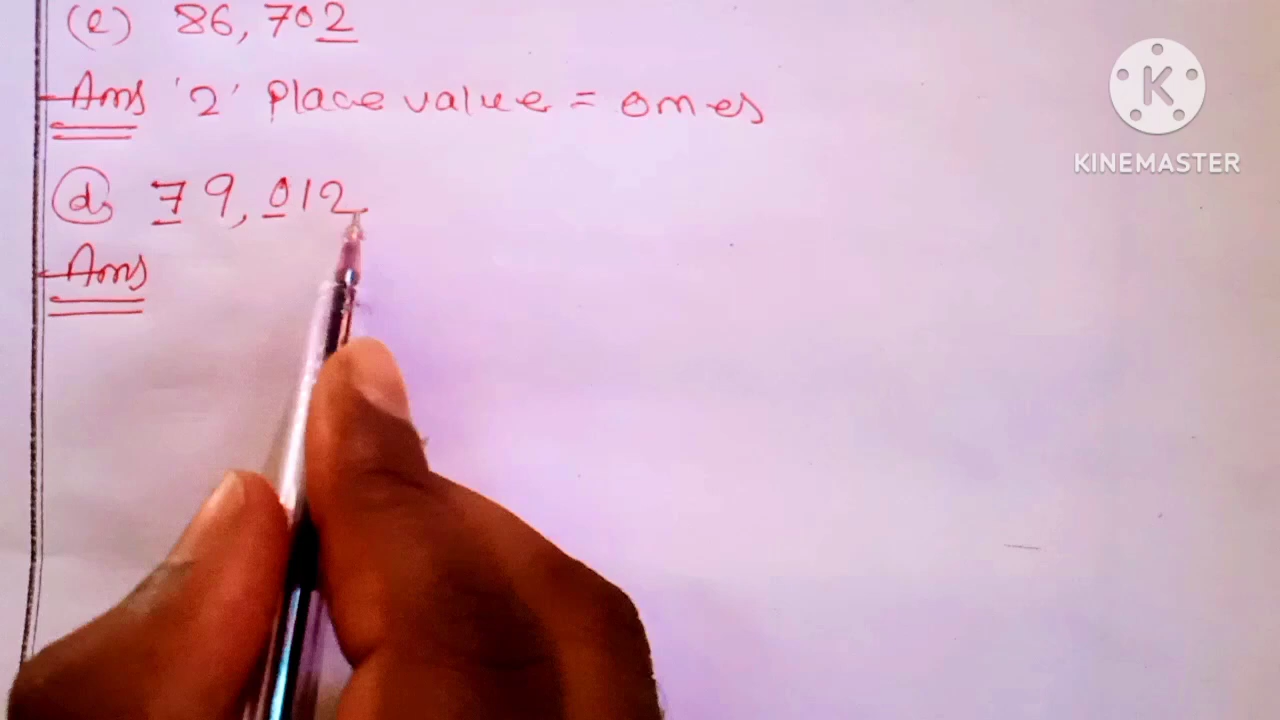 (c) 86,702
Ans '2' place value = ones
(d) 79,012
Ans
K
KINEMASTER